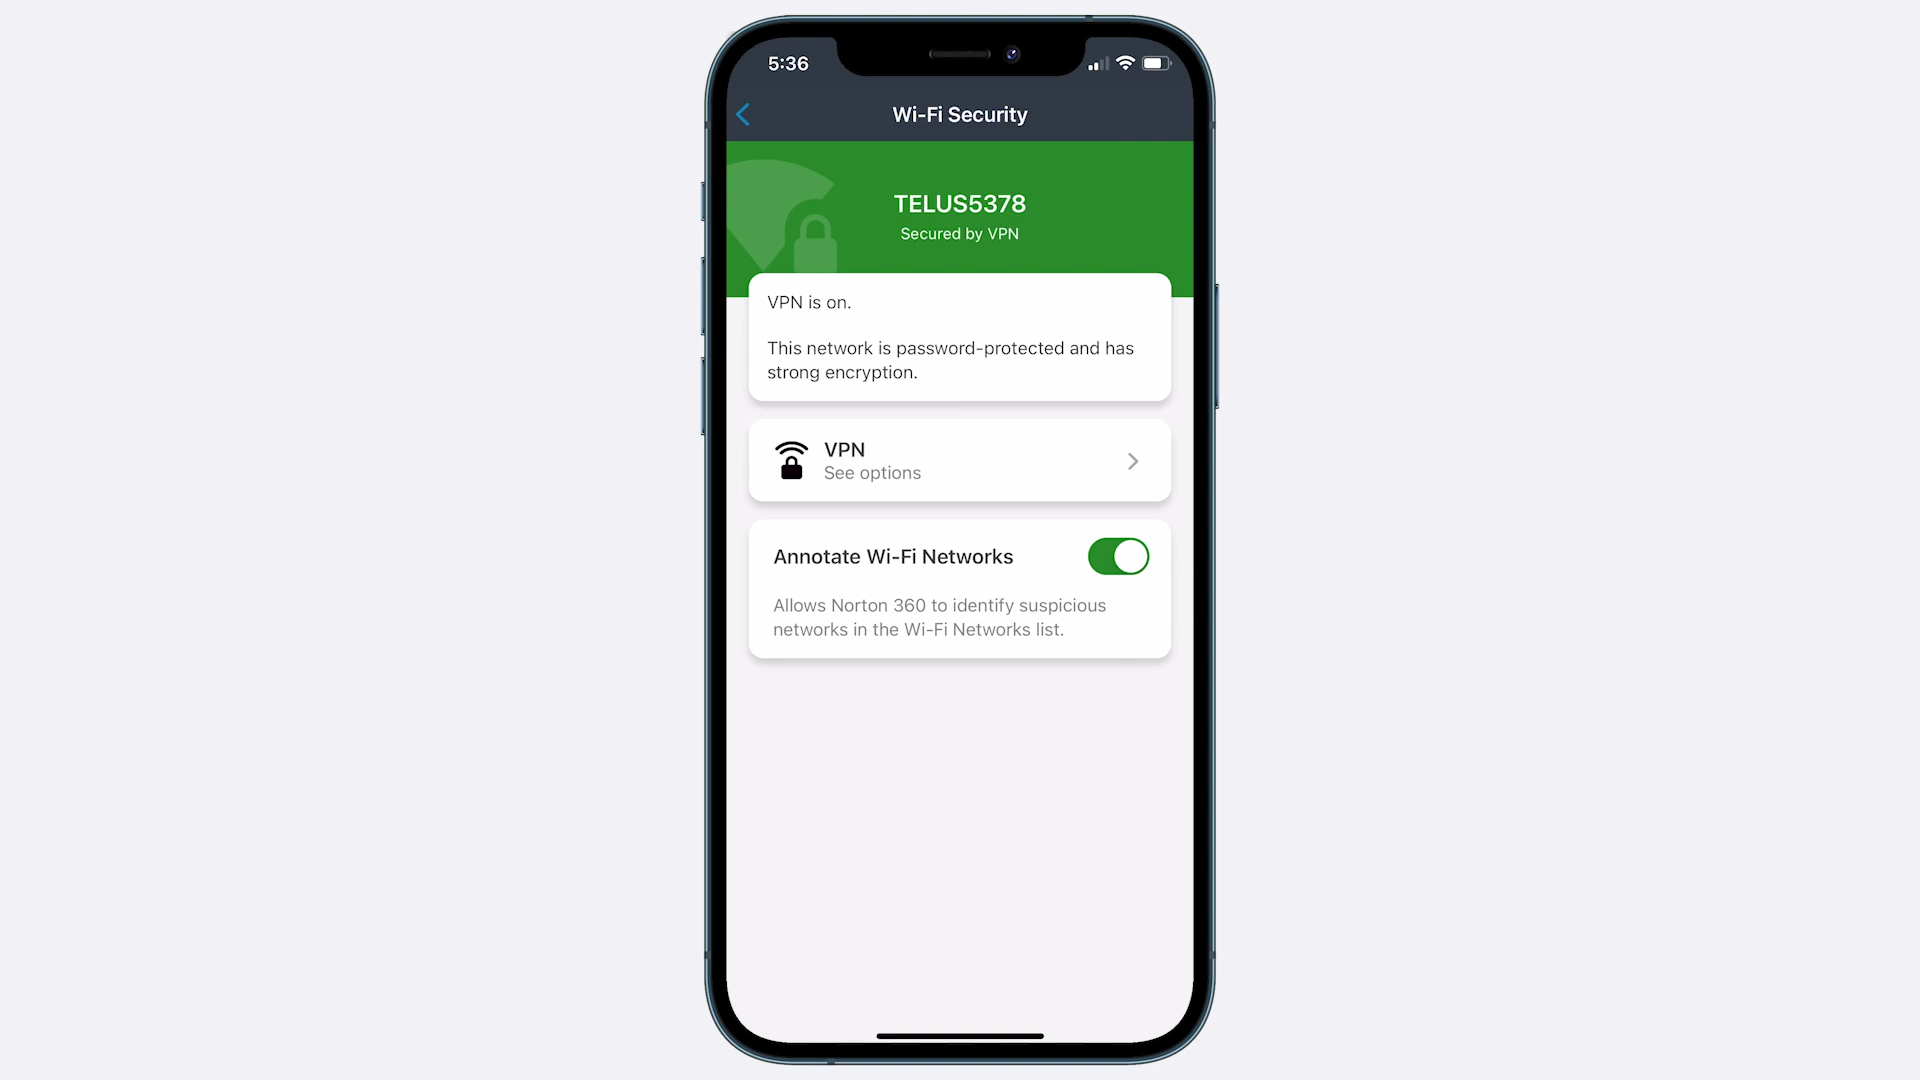 5:36
Wi-Fi Security
TELUS5378
Secured by VPN
VPN is on.
This network is password-protected and has
strong encryption.
VPN
See options
Annotate Wi-Fi Networks
Allows Norton 360 to identify suspicious
networks in the Wi-Fi Networks list.